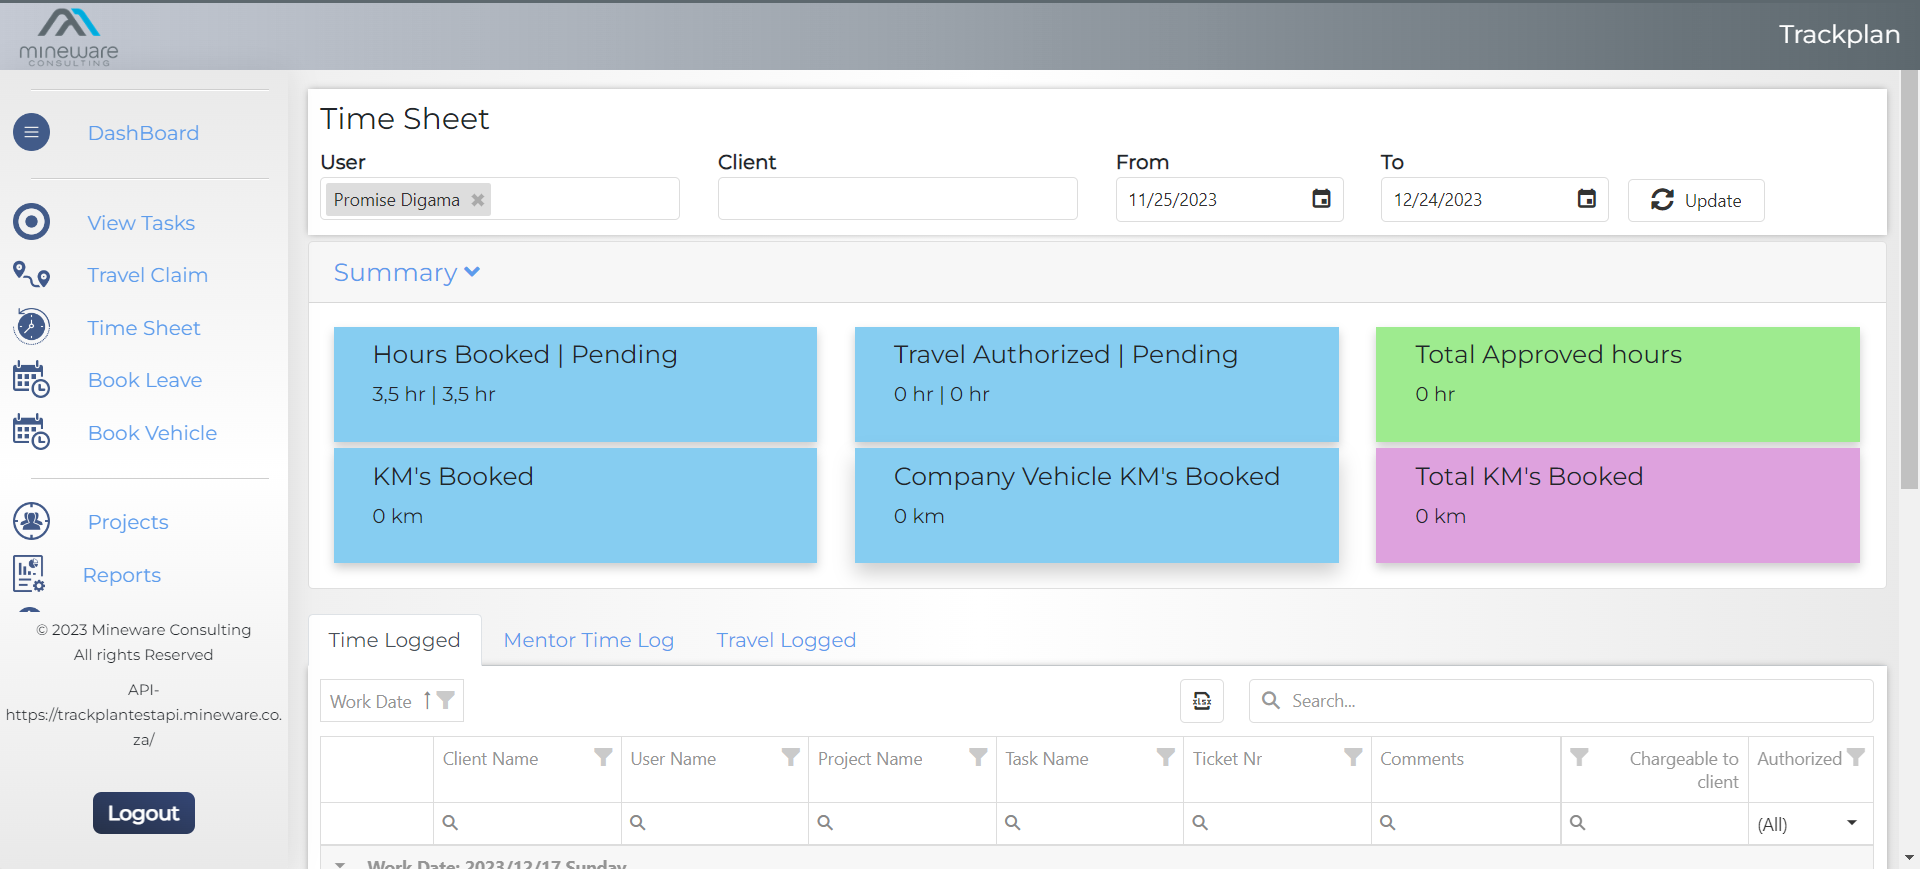 mineware
CONSULTING
Trackplan
DashBoard
View Tasks
Travel Claim
Time Sheet
Book Leave
Book Vehicle
Projects
Reports
© 2023 Mineware Consulting
All rights Reserved
API-
https://trackplantestapi.mineware.co.
za/
Logout
Time Sheet
User
Client
From
To
Promise Digama
11/25/2023
12/24/2023
Update
Summary
Hours Booked | Pending
3,5 hr | 3,5 hr
Travel Authorized | Pending
0 hr | 0 hr
Total Approved hours
0 hr
KM's Booked
0 km
Company Vehicle KM's Booked
0 km
Total KM's Booked
0 km
Time Logged
Mentor Time Log
Travel Logged
Work Date
xlsx
Search...
Client Name
User Name
Project Name
Task Name
Ticket Nr
Comments
Chargeable to
client
Authorized
(All)
Work Date: 2023/12/17 Sunday